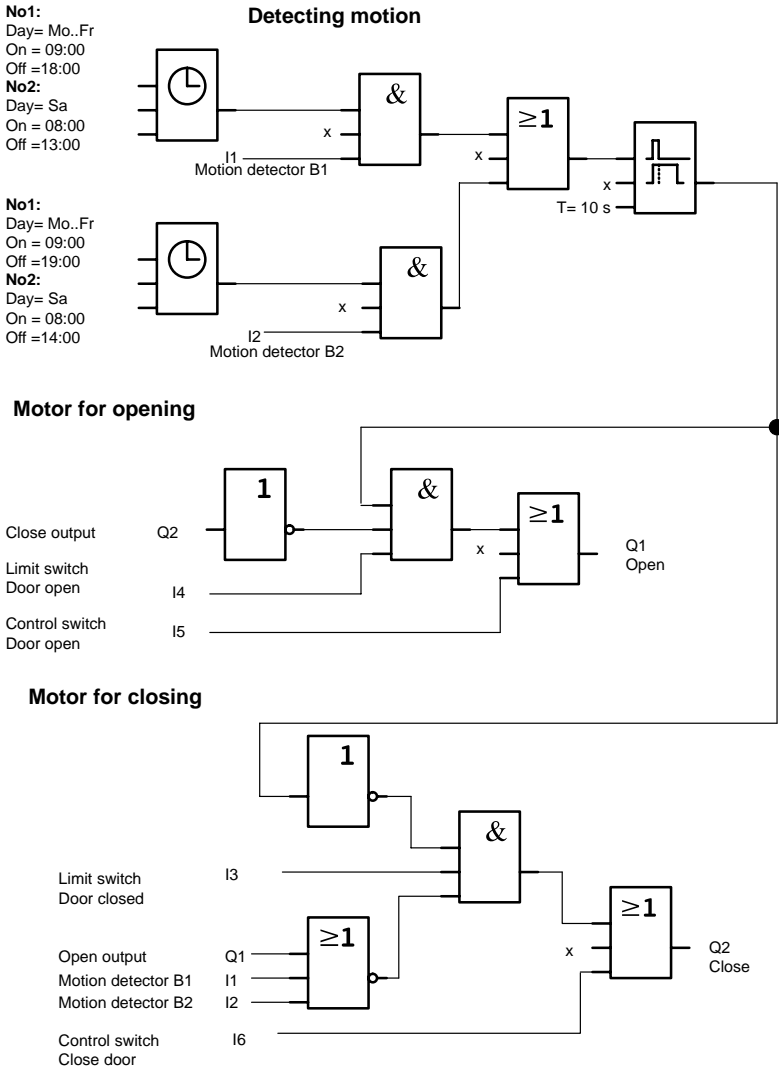 No1:
Day= Mo..Fr
On = 09:00
Off =18:00
No2:
Day= Sa
On = 08:00
Off =13:00
Detecting motion
&
x
I1
Motion detector B1
≥1
x
x
T= 10 s
No1:
Day= Mo..Fr
On = 09:00
Off =19:00
No2:
Day= Sa
On = 08:00
Off =14:00
&
x
I2
Motion detector B2
Motor for opening
1
&
≥1
Close output Q2
x
Q1
Open
Limit switch
Door open I4
Control switch I5
Door open
Motor for closing
1
&
Limit switch I3
Door closed
≥1
≥1
Open output Q1
Motion detector B1 I1
Motion detector B2 I2
x
Q2
Close
Control switch I6
Close door